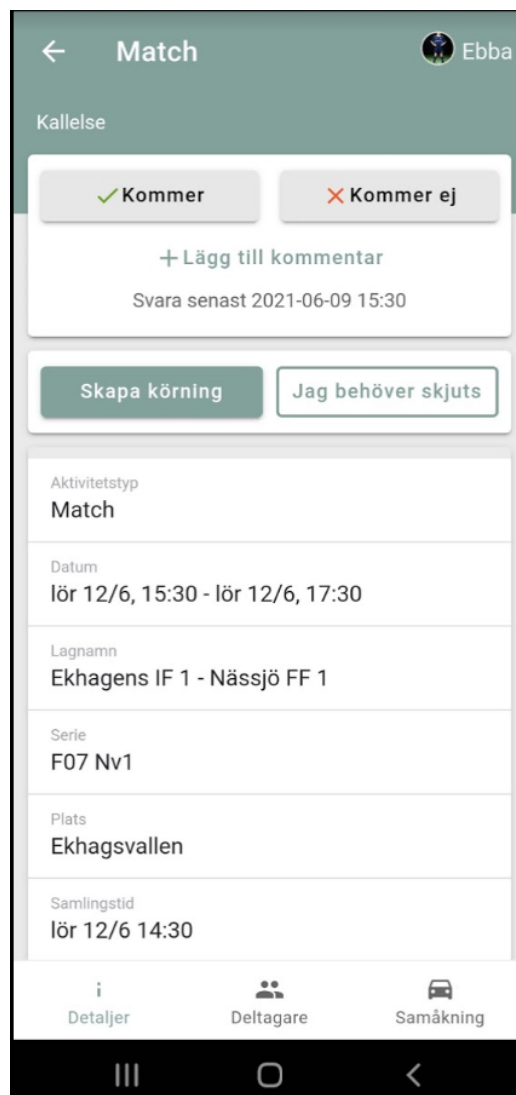 Match
Ebba
Kallelse
Kommer
Kommer ej
Lägg till kommentar
Svara senast 2021-06-09 15:30
Skapa körning
Jag behöver skjuts
Aktivitetstyp
Match
Datum
lör 12/6, 15:30 - lör 12/6, 17:30
Lagnamn
Ekhagens IF 1 - Nässjö FF 1
Serie
F07 Nv1
Plats
Ekhagsvallen
Samlingstid
lör 12/6 14:30
Detaljer
Deltagare
Samåkning